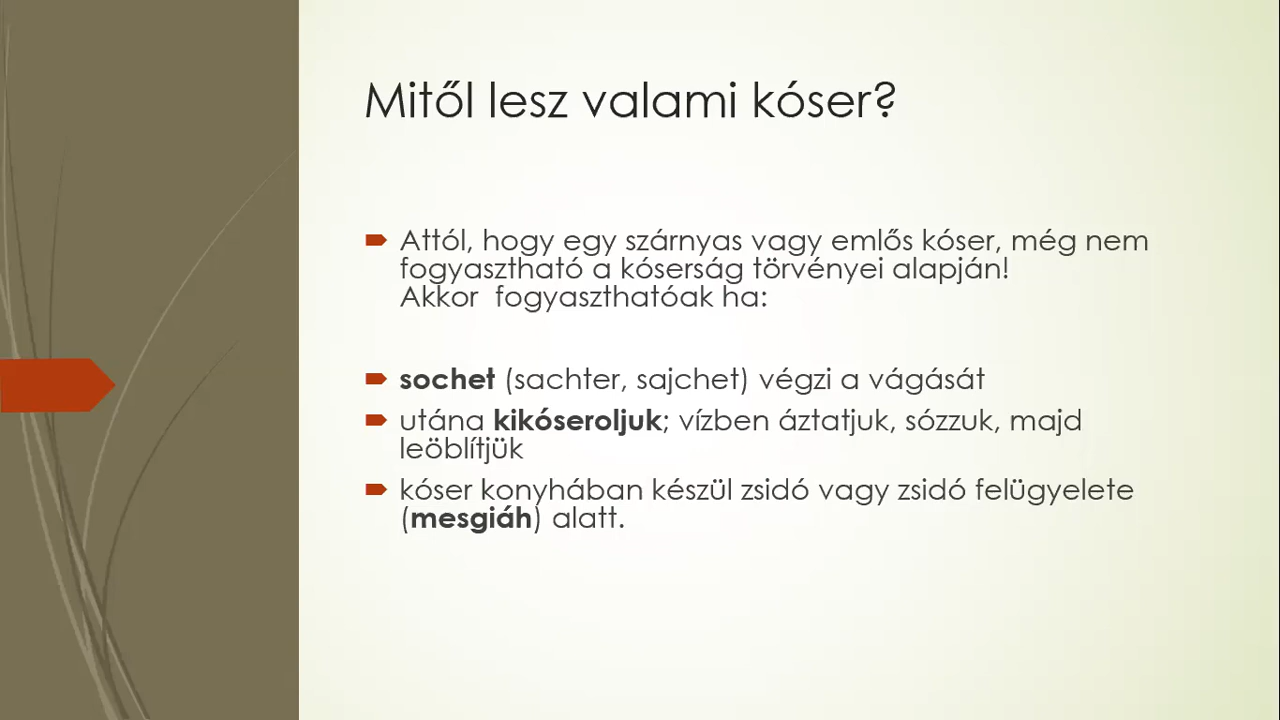 Mitől lesz valami kóser?
Attól, hogy egy szárnyas vagy emlős kóser, még nem
fogyasztható a kóserság törvényei alapján!
Akkor  fogyaszthatóak ha:
sochet (sachter, sajchet) végzi a vágását
utána kikóseroljuk; vízben áztatjuk, sózzuk, majd
leöblítjük
kóser konyhában készül zsidó vagy zsidó felügyelete
(mesgiáh) alatt.